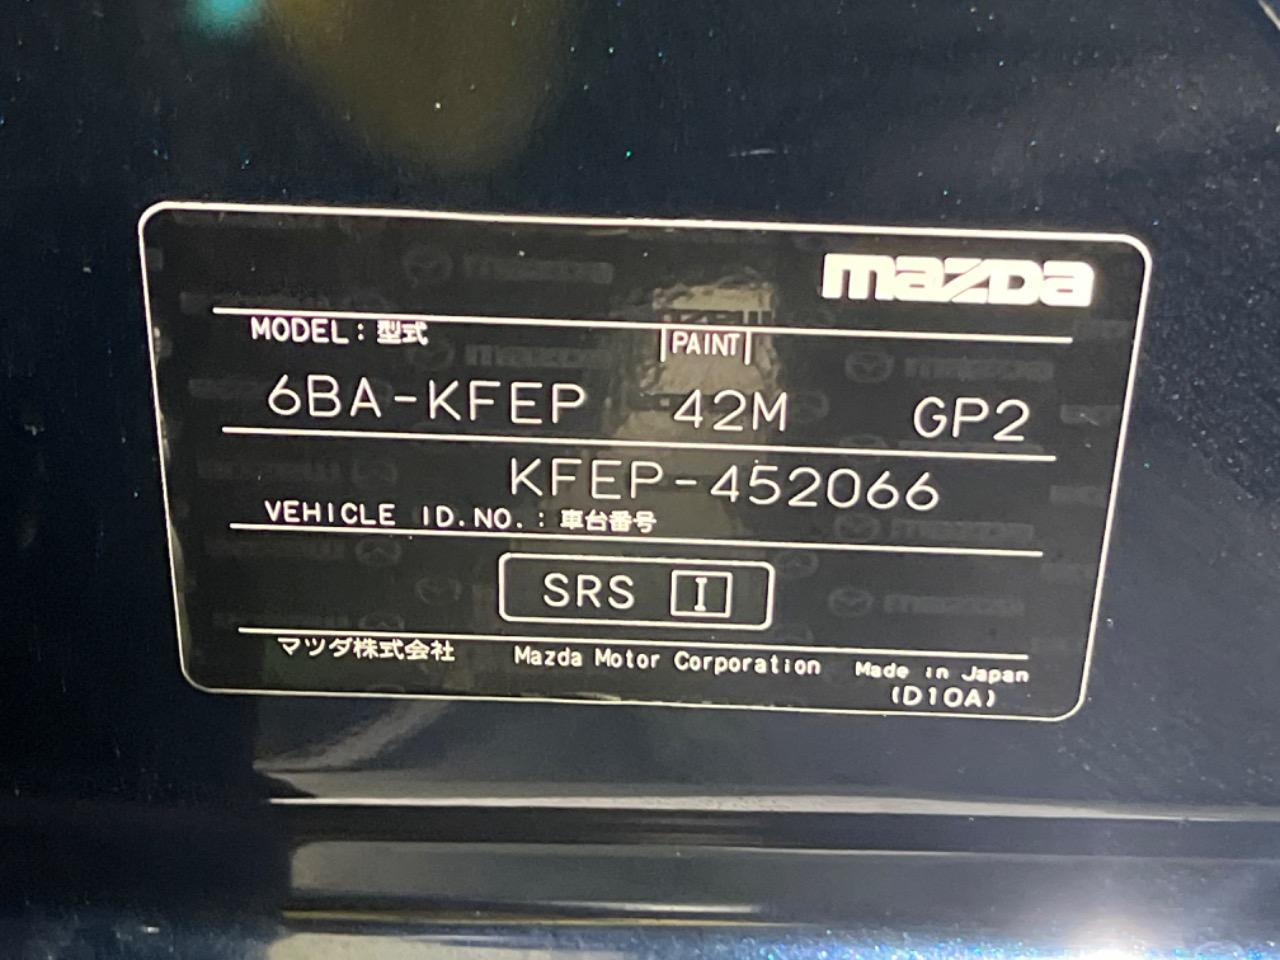 mazda
MODEL : 型式 PAINT
6BA-KFEP 42M GP2
KFEP-452066
VEHICLE ID.NO. : 車台番号
SRS I
マツダ株式会社 Mazda Motor Corporation Made in Japan
(D10A)